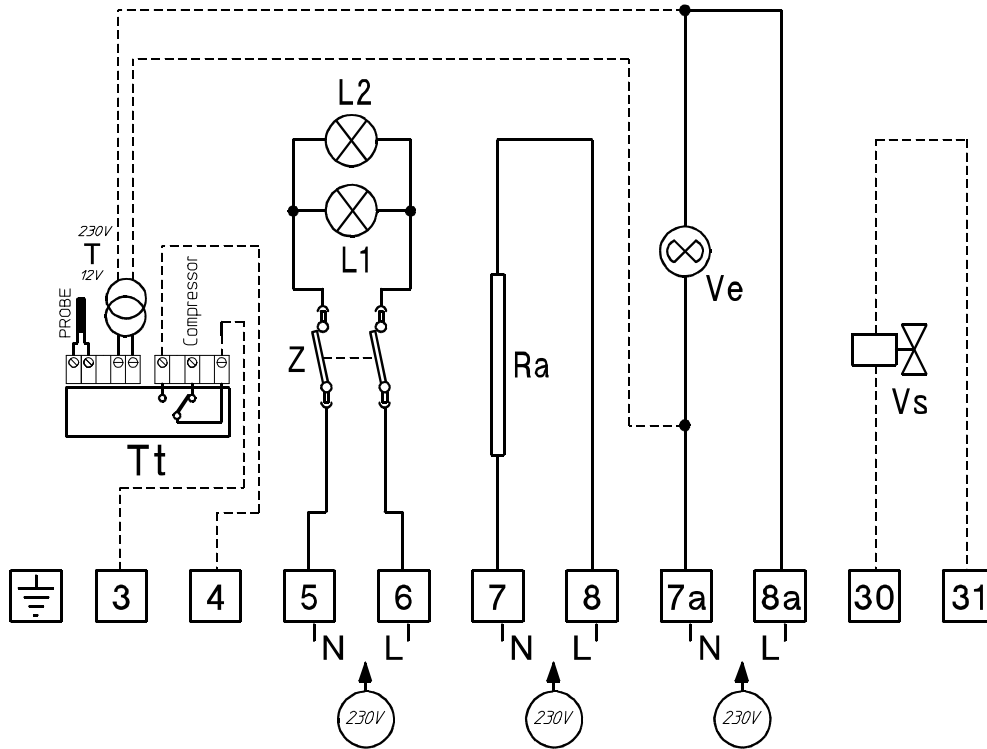 L2
L1
230V
T
12V
PROBE
Compressor
Z
Ra
Ve
Vs
Tt
3
4
5
6
7
8
7a
8a
30
31
N
L
N
L
N
L
230V
230V
230V